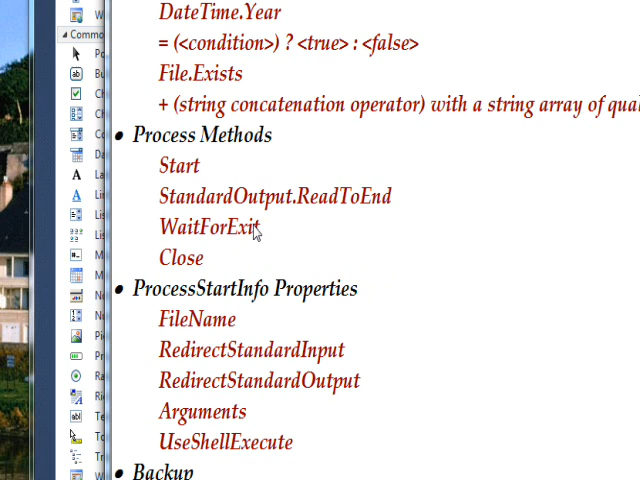 DateTime.Year
= (<condition>) ? <true> : <false>
File.Exists
+ (string concatenation operator) with a string array of
• Process Methods
Start
StandardOutput.ReadToEnd
WaitForExit
Close
• ProcessStartInfo Properties
FileName
RedirectStandardInput
RedirectStandardOutput
Arguments
UseShellExecute
• Backup